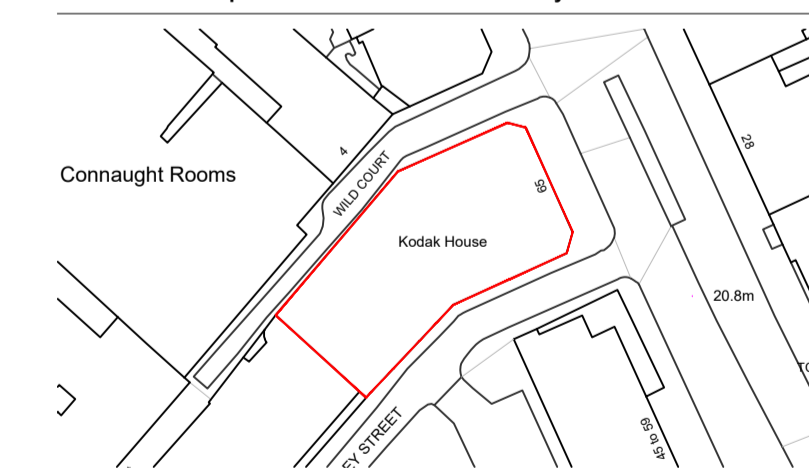 4
28
Connaught Rooms
WILD COURT
65
Kodak House
20.8m
EY STREET
45 to 59